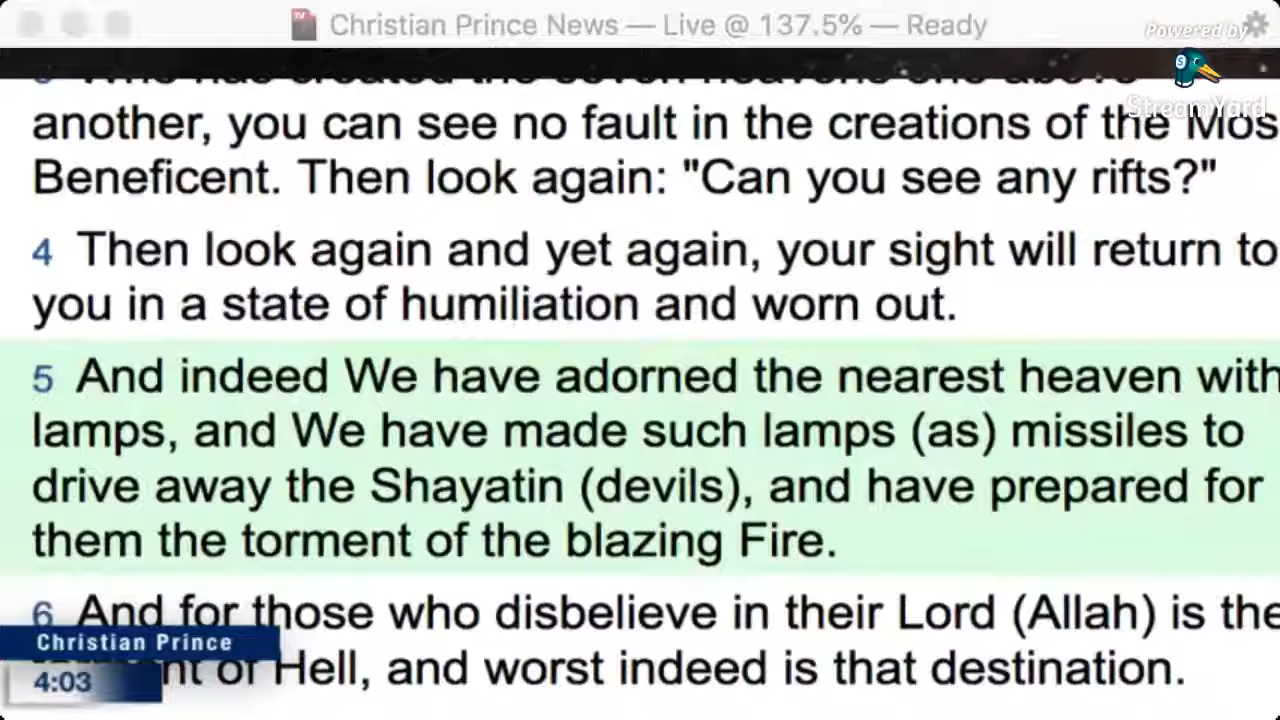 Christian Prince News — Live @ 137.5% — Ready
Powered by
StreamYard
another, you can see no fault in the creations of the Mos
Beneficent. Then look again: "Can you see any rifts?"
4 Then look again and yet again, your sight will return to
you in a state of humiliation and worn out.
5 And indeed We have adorned the nearest heaven with
lamps, and We have made such lamps (as) missiles to
drive away the Shayatin (devils), and have prepared for
them the torment of the blazing Fire.
6 And for those who disbelieve in their Lord (Allah) is the
nt of Hell, and worst indeed is that destination.
Christian Prince
4:03